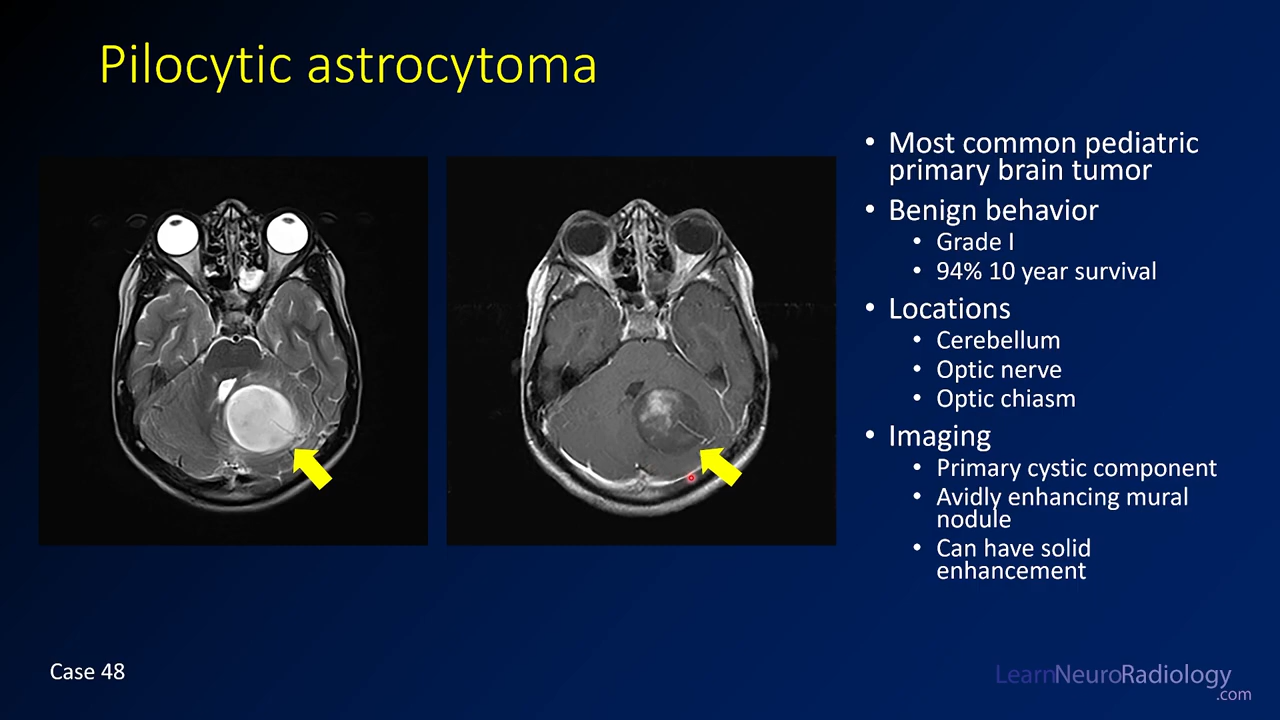 Pilocytic astrocytoma
• Most common pediatric
primary brain tumor
• Benign behavior
• Grade I
• 94% 10 year survival
• Locations
• Cerebellum
• Optic nerve
• Optic chiasm
• Imaging
• Primary cystic component
• Avidly enhancing mural
nodule
• Can have solid
enhancement
Case 48
LearnNeuroRadiology
.com